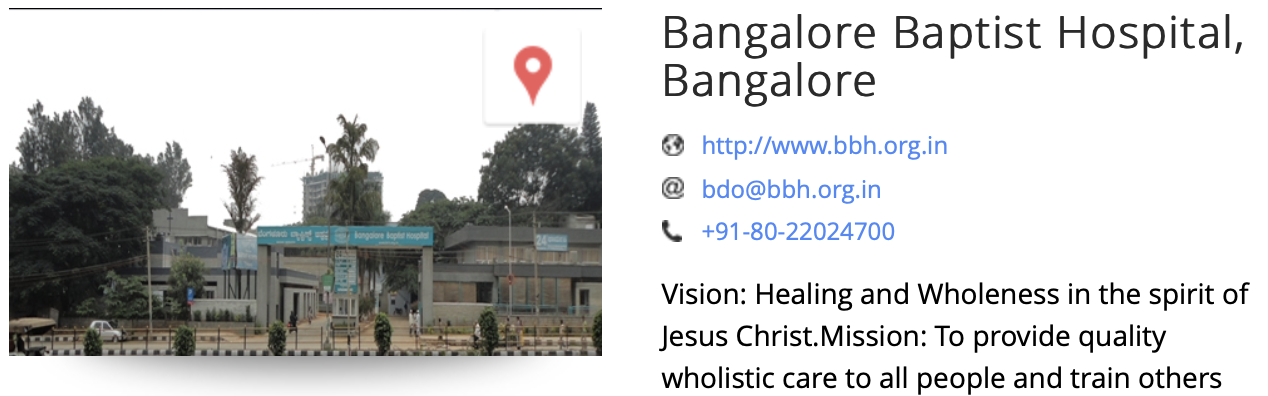 Bangalore Baptist Hospital
24
Bangalore Baptist Hospital,
Bangalore
http://www.bbh.org.in
bdo@bbh.org.in
+91-80-22024700
Vision: Healing and Wholeness in the spirit of
Jesus Christ.Mission: To provide quality
wholistic care to all people and train others